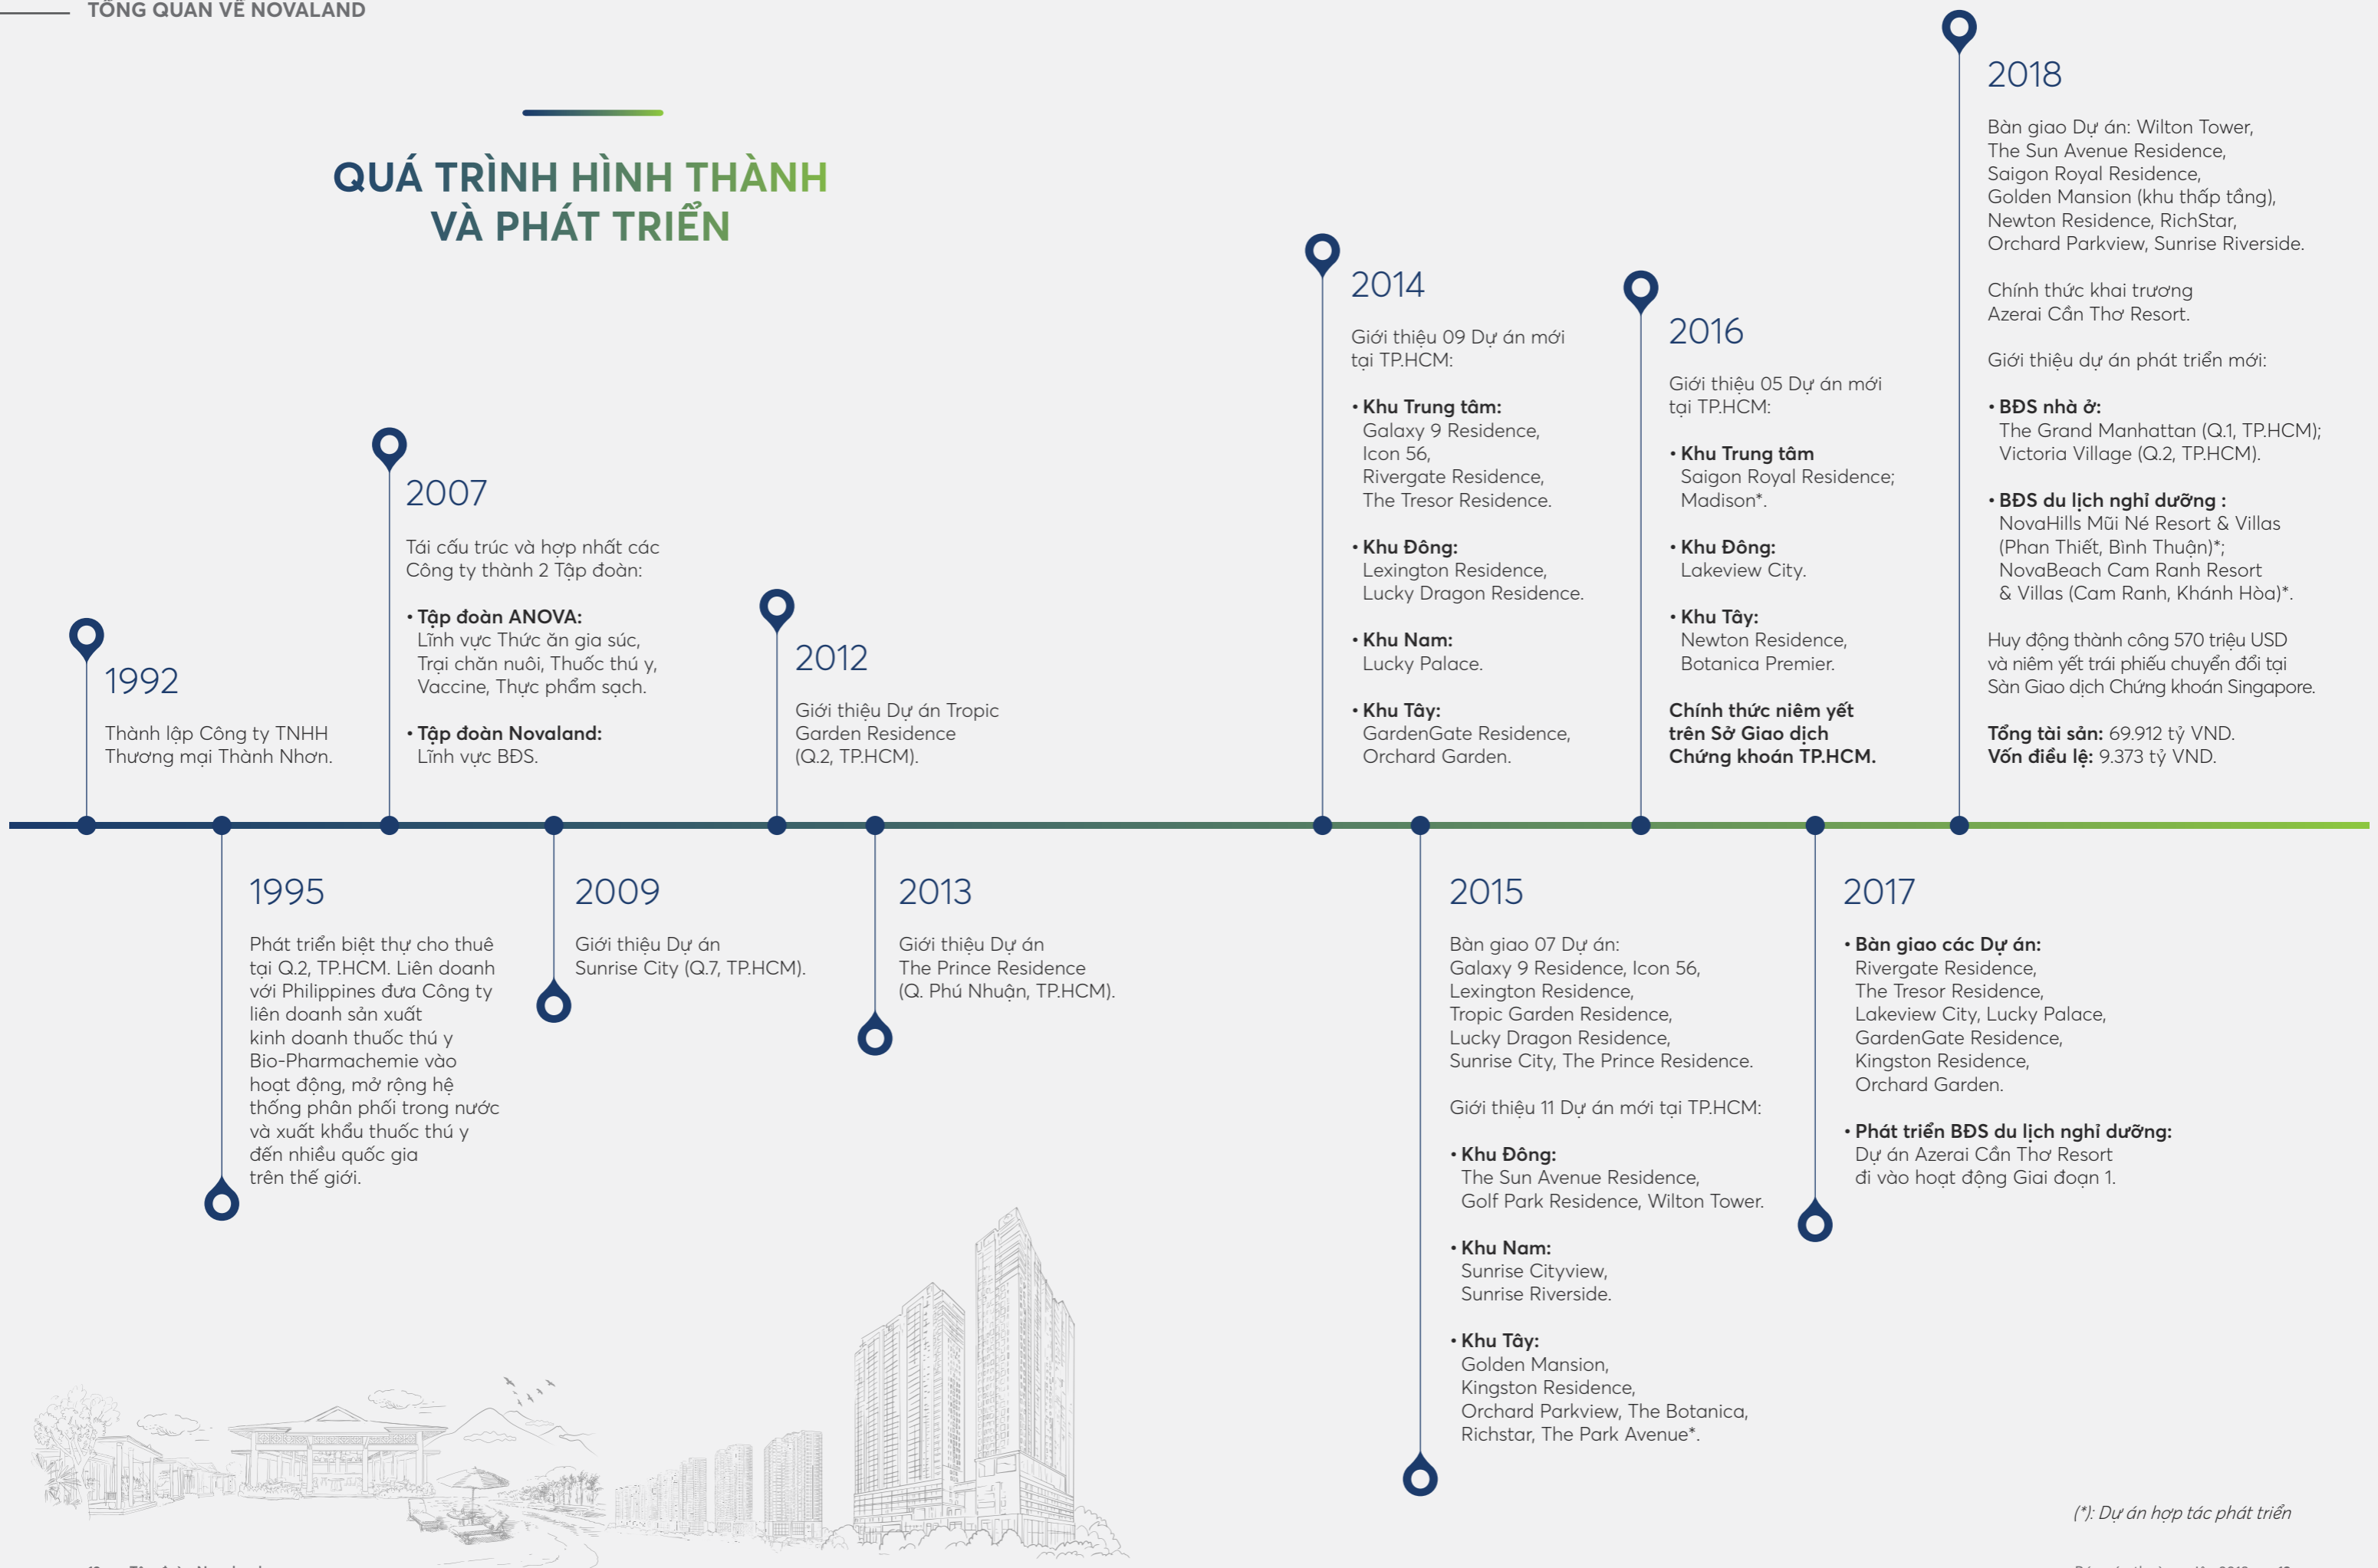 TỔNG QUAN VỀ NOVALAND
QUÁ TRÌNH HÌNH THÀNH
VÀ PHÁT TRIỂN
1992
Thành lập Công ty TNHH
Thương mại Thành Nhơn.
1995
Phát triển biệt thự cho thuê
tại Q.2, TP.HCM. Liên doanh
với Philippines đưa Công ty
liên doanh sản xuất
kinh doanh thuốc thú y
Bio-Pharmachemie vào
hoạt động, mở rộng hệ
thống phân phối trong nước
và xuất khẩu thuốc thú y
đến nhiều quốc gia
trên thế giới.
2007
Tái cấu trúc và hợp nhất các
Công ty thành 2 Tập đoàn:
• Tập đoàn ANOVA:
Lĩnh vực Thức ăn gia súc,
Trại chăn nuôi, Thuốc thú y,
Vaccine, Thực phẩm sạch.
• Tập đoàn Novaland:
Lĩnh vực BĐS.
2009
Giới thiệu Dự án
Sunrise City (Q.7, TP.HCM).
2012
Giới thiệu Dự án Tropic
Garden Residence
(Q.2, TP.HCM).
2013
Giới thiệu Dự án
The Prince Residence
(Q. Phú Nhuận, TP.HCM).
2014
Giới thiệu 09 Dự án mới
tại TP.HCM:
• Khu Trung tâm:
Galaxy 9 Residence,
Icon 56,
Rivergate Residence,
The Tresor Residence.
• Khu Đông:
Lexington Residence,
Lucky Dragon Residence.
• Khu Nam:
Lucky Palace.
• Khu Tây:
GardenGate Residence,
Orchard Garden.
2015
Bàn giao 07 Dự án:
Galaxy 9 Residence, Icon 56,
Lexington Residence,
Tropic Garden Residence,
Lucky Dragon Residence,
Sunrise City, The Prince Residence.
Giới thiệu 11 Dự án mới tại TP.HCM:
• Khu Đông:
The Sun Avenue Residence,
Golf Park Residence, Wilton Tower.
• Khu Nam:
Sunrise Cityview,
Sunrise Riverside.
• Khu Tây:
Golden Mansion,
Kingston Residence,
Orchard Parkview, The Botanica,
Richstar, The Park Avenue*.
2016
Giới thiệu 05 Dự án mới
tại TP.HCM:
• Khu Trung tâm
Saigon Royal Residence;
Madison*.
• Khu Đông:
Lakeview City.
• Khu Tây:
Newton Residence,
Botanica Premier.
Chính thức niêm yết
trên Sở Giao dịch
Chứng khoán TP.HCM.
2017
• Bàn giao các Dự án:
Rivergate Residence,
The Tresor Residence,
Lakeview City, Lucky Palace,
GardenGate Residence,
Kingston Residence,
Orchard Garden.
• Phát triển BĐS du lịch nghỉ dưỡng:
Dự án Azerai Cần Thơ Resort
đi vào hoạt động Giai đoạn 1.
2018
Bàn giao Dự án: Wilton Tower,
The Sun Avenue Residence,
Saigon Royal Residence,
Golden Mansion (khu thấp tầng),
Newton Residence, RichStar,
Orchard Parkview, Sunrise Riverside.
Chính thức khai trương
Azerai Cần Thơ Resort.
Giới thiệu dự án phát triển mới:
• BĐS nhà ở:
The Grand Manhattan (Q.1, TP.HCM);
Victoria Village (Q.2, TP.HCM).
• BĐS du lịch nghỉ dưỡng :
NovaHills Mũi Né Resort & Villas
(Phan Thiết, Bình Thuận)*;
NovaBeach Cam Ranh Resort
& Villas (Cam Ranh, Khánh Hòa)*.
Huy động thành công 570 triệu USD
và niêm yết trái phiếu chuyển đổi tại
Sàn Giao dịch Chứng khoán Singapore.
Tổng tài sản: 69.912 tỷ VND.
Vốn điều lệ: 9.373 tỷ VND.
(*): Dự án hợp tác phát triển